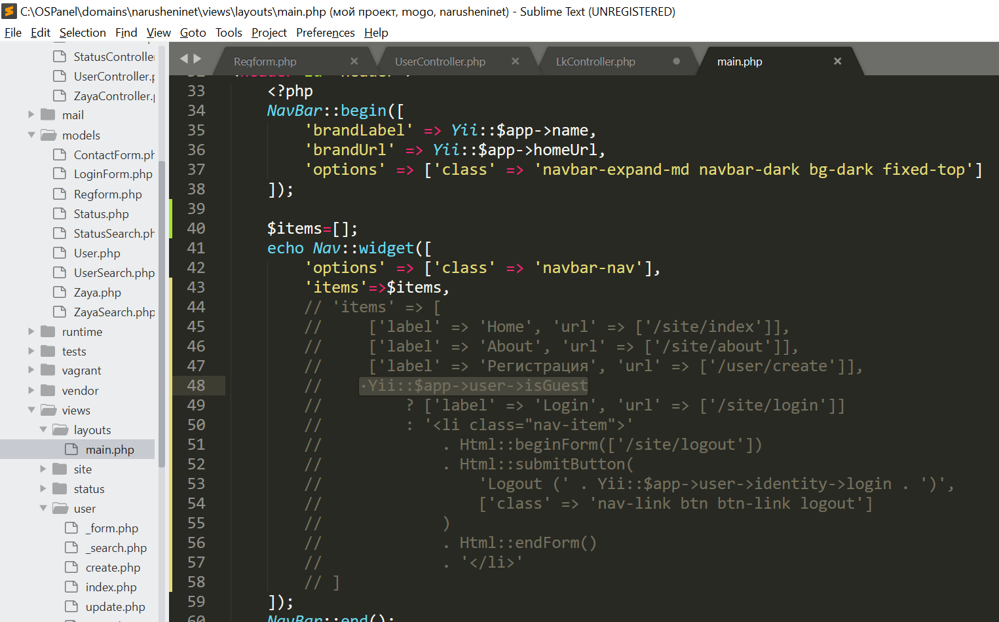 C:\OSPanel\domains\narusheninet\views\layouts\main.php (мой проект, mogo, narusheninet) - Sublime Text (UNREGISTERED)
File Edit Selection Find View Goto Tools Project Preferences Help
Regform.php × UserController.php × LkController.php main.php ×
StatusController
UserController.p
ZayaController.
mail
models
ContactForm.ph
LoginForm.php
Regform.php
Status.php
StatusSearch.ph
User.php
UserSearch.php
Zaya.php
ZayaSearch.php
runtime
tests
vagrant
vendor
views
layouts
main.php
site
status
user
_form.php
_search.php
create.php
index.php
update.php
33 <?php
34 NavBar::begin([
35 'brandLabel' => Yii::$app->name,
36 'brandUrl' => Yii::$app->homeUrl,
37 'options' => ['class' => 'navbar-expand-md navbar-dark bg-dark fixed-top']
38 ]);
39
40 $items=[];
41 echo Nav::widget([
42 'options' => ['class' => 'navbar-nav'],
43 'items'=>$items,
44 // 'items' => [
45 // ['label' => 'Home', 'url' => ['/site/index']],
46 // ['label' => 'About', 'url' => ['/site/about']],
47 // ['label' => 'Регистрация', 'url' => ['/user/create']],
48 // Yii::$app->user->isGuest
49 // ? ['label' => 'Login', 'url' => ['/site/login']]
50 // : '<li class="nav-item">'
51 // . Html::beginForm(['/site/logout'])
52 // . Html::submitButton(
53 // 'Logout (' . Yii::$app->user->identity->login . ')',
54 // ['class' => 'nav-link btn btn-link logout']
55 // )
56 // . Html::endForm()
57 // . '</li>'
58 // ]
59 ]);
60 NavBar::end();